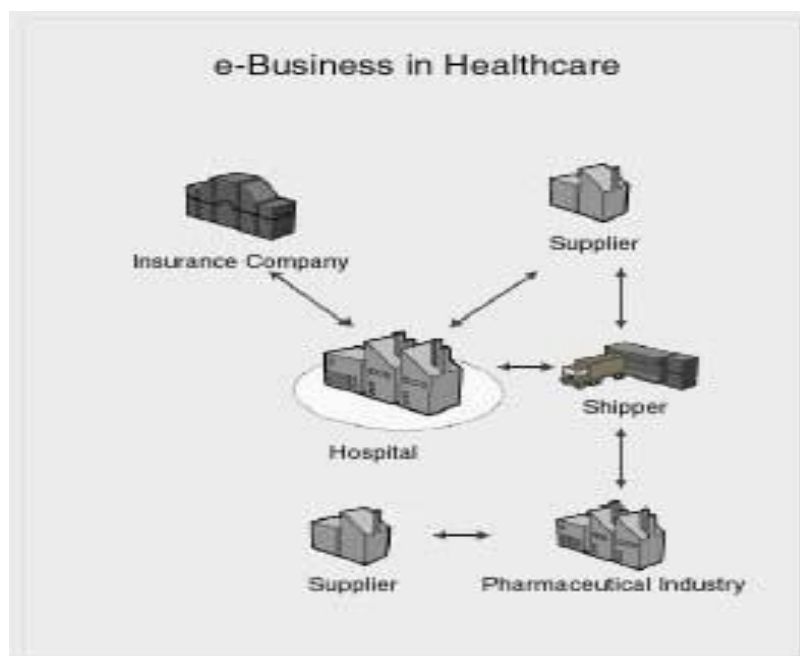 e-Business in Healthcare
Insurance Company
Supplier
Hospital
Shipper
Supplier
Pharmaceutical Industry